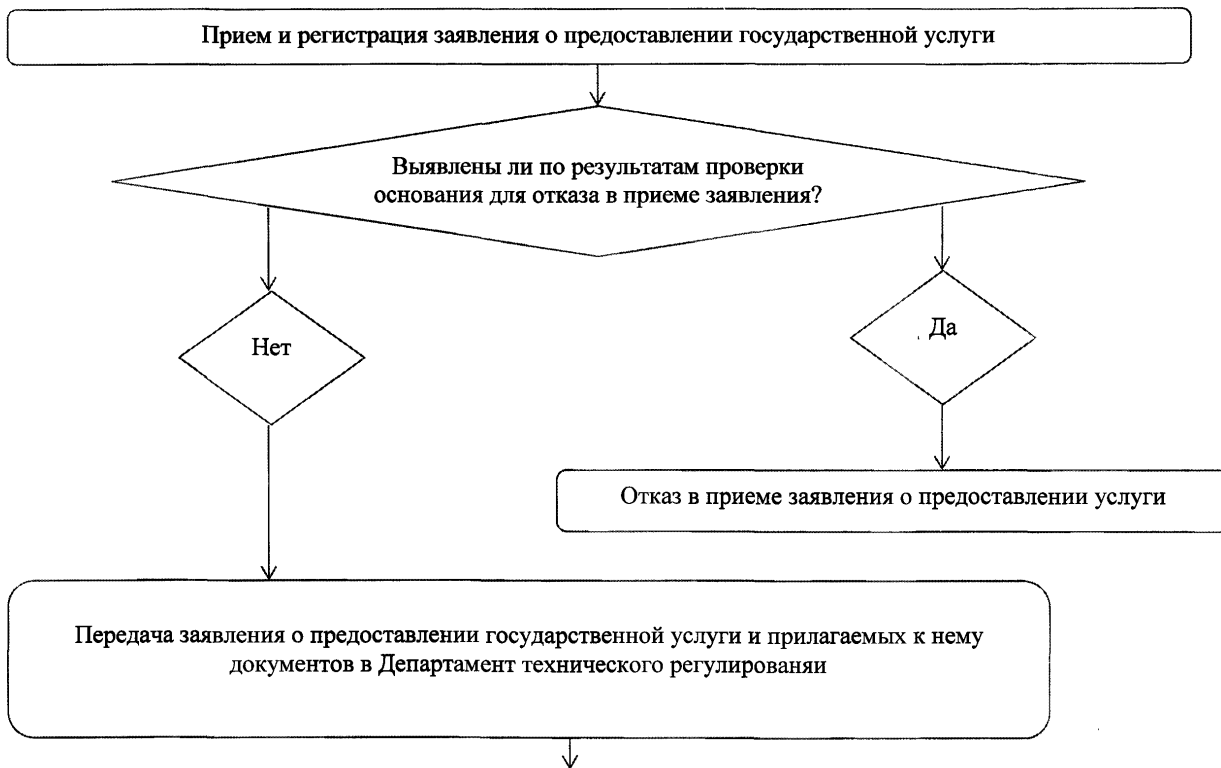 Прием и регистрация заявления о предоставлении государственной услуги
Выявлены ли по результатам проверки
основания для отказа в приеме заявления?
Нет
Да
Отказ в приеме заявления о предоставлении услуги
Передача заявления о предоставлении государственной услуги и прилагаемых к нему
документов в Департамент технического регулированяи